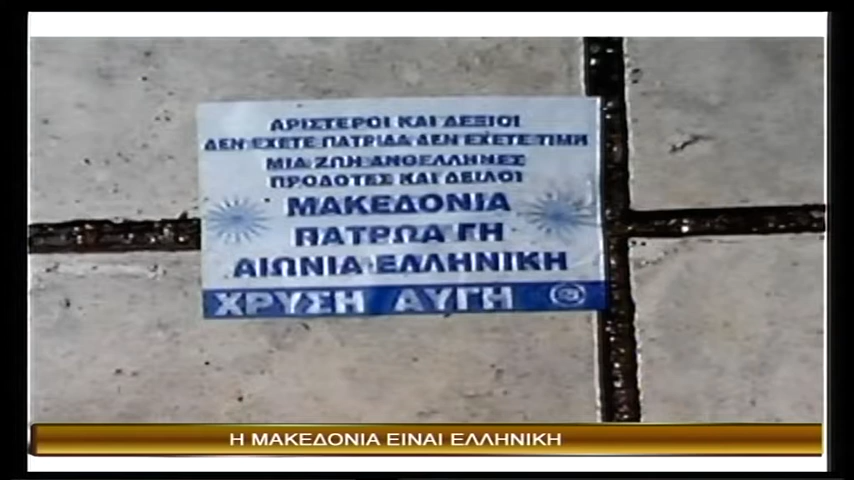 ΑΡΙΣΤΕΡΟΙ ΚΑΙ ΔΕΞΙΟΙ
ΔΕΝ ΕΧΕΤΕ ΠΑΤΡΙΔΑ ΔΕΝ ΕΧΕΤΕ ΤΙΜΗ
ΜΙΑ ΖΩΗ ΑΝΘΕΛΛΗΝΕΣ
ΠΡΟΔΟΤΕΣ ΚΑΙ ΔΕΙΛΟΙ
ΜΑΚΕΔΟΝΙΑ
ΠΑΤΡΩΑ ΓΗ
ΑΙΩΝΙΑ ΕΛΛΗΝΙΚΗ
ΧΡΥΣΗ ΑΥΓΗ
Η ΜΑΚΕΔΟΝΙΑ ΕΙΝΑΙ ΕΛΛΗΝΙΚΗ